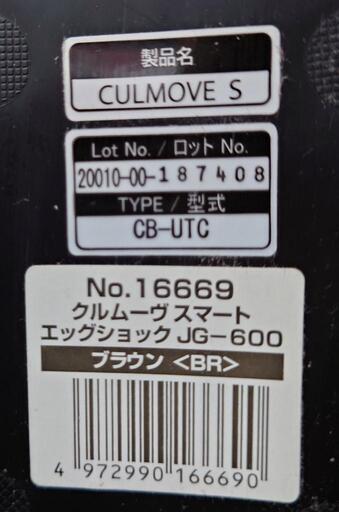 製品名
CULMOVE S
Lot No. / ロット No.
20010-00-187408
TYPE / 型式
CB-UTC
No.16669
クルムーヴ スマート
エッグショック JG-600
ブラウン <BR>
4 972990 166690